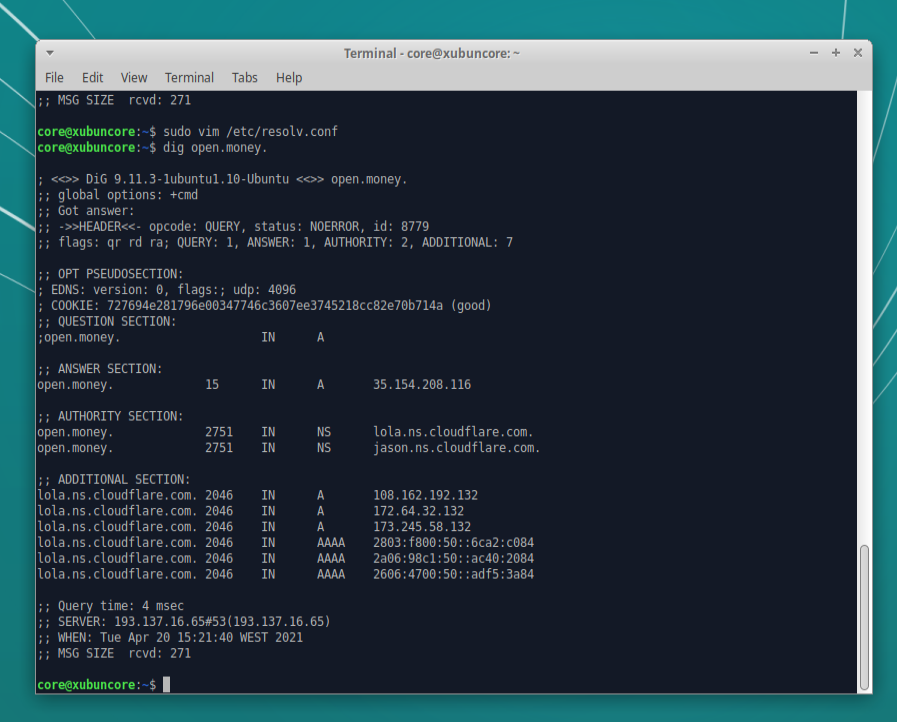 Terminal - core@xubuncore: ~
File Edit View Terminal Tabs Help
;; MSG SIZE  rcvd: 271
core@xubuncore:~$ sudo vim /etc/resolv.conf
core@xubuncore:~$ dig open.money.
; <<>> DiG 9.11.3-1ubuntu1.10-Ubuntu <<>> open.money.
;; global options: +cmd
;; Got answer:
;; ->>HEADER<<- opcode: QUERY, status: NOERROR, id: 8779
;; flags: qr rd ra; QUERY: 1, ANSWER: 1, AUTHORITY: 2, ADDITIONAL: 7
;; OPT PSEUDOSECTION:
; EDNS: version: 0, flags:; udp: 4096
; COOKIE: 727694e281796e00347746c3607ee3745218cc82e70b714a (good)
;; QUESTION SECTION:
;open.money. IN A
;; ANSWER SECTION:
open.money. 15 IN A 35.154.208.116
;; AUTHORITY SECTION:
open.money. 2751 IN NS lola.ns.cloudflare.com.
open.money. 2751 IN NS jason.ns.cloudflare.com.
;; ADDITIONAL SECTION:
lola.ns.cloudflare.com. 2046 IN A 108.162.192.132
lola.ns.cloudflare.com. 2046 IN A 172.64.32.132
lola.ns.cloudflare.com. 2046 IN A 173.245.58.132
lola.ns.cloudflare.com. 2046 IN AAAA 2803:f800:50::6ca2:c084
lola.ns.cloudflare.com. 2046 IN AAAA 2a06:98c1:50::ac40:2084
lola.ns.cloudflare.com. 2046 IN AAAA 2606:4700:50::adf5:3a84
;; Query time: 4 msec
;; SERVER: 193.137.16.65#53(193.137.16.65)
;; WHEN: Tue Apr 20 15:21:40 WEST 2021
;; MSG SIZE  rcvd: 271
core@xubuncore:~$